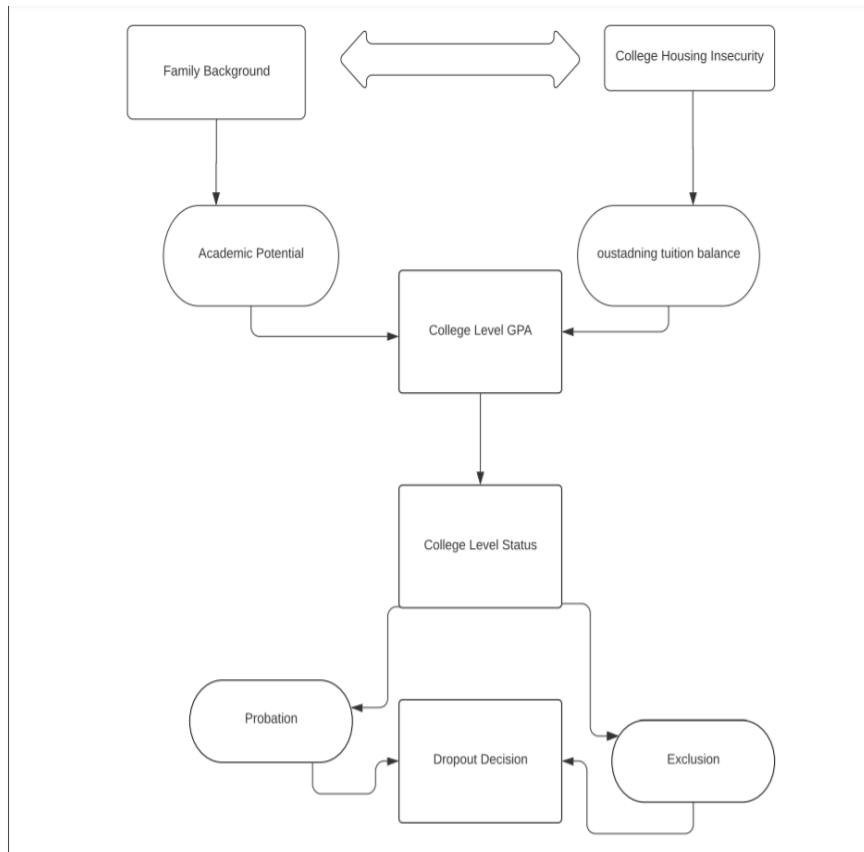 Family Background
College Housing Insecurity
Academic Potential
oustadning tuition balance
College Level GPA
College Level Status
Probation
Dropout Decision
Exclusion